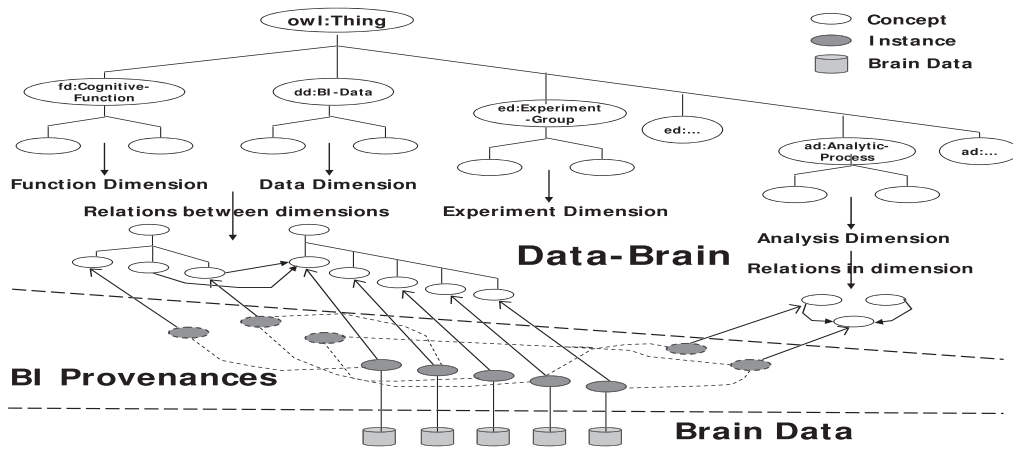 owl:Thing
Concept
Instance
Brain Data
fd:Cognitive-
Function
dd:BI-Data
ed:Experiment
-Group
ed:...
ad:Analytic-
Process
ad:...
Function Dimension
Data Dimension
Relations between dimensions
Experiment Dimension
Analysis Dimension
Data-Brain
Relations in dimension
BI Provenances
Brain Data